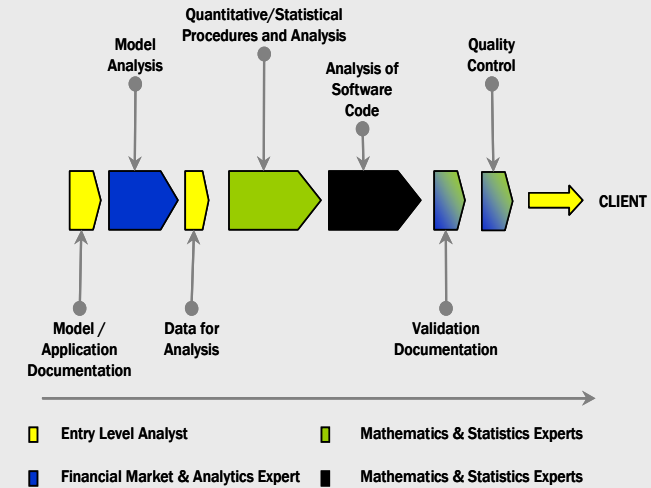 Quantitative/Statistical
Procedures and Analysis
Model
Analysis
Quality
Control
Analysis of
Software
Code
CLIENT
Model /
Application
Documentation
Data for
Analysis
Validation
Documentation
Entry Level Analyst
Mathematics & Statistics Experts
Financial Market & Analytics Expert
Mathematics & Statistics Experts